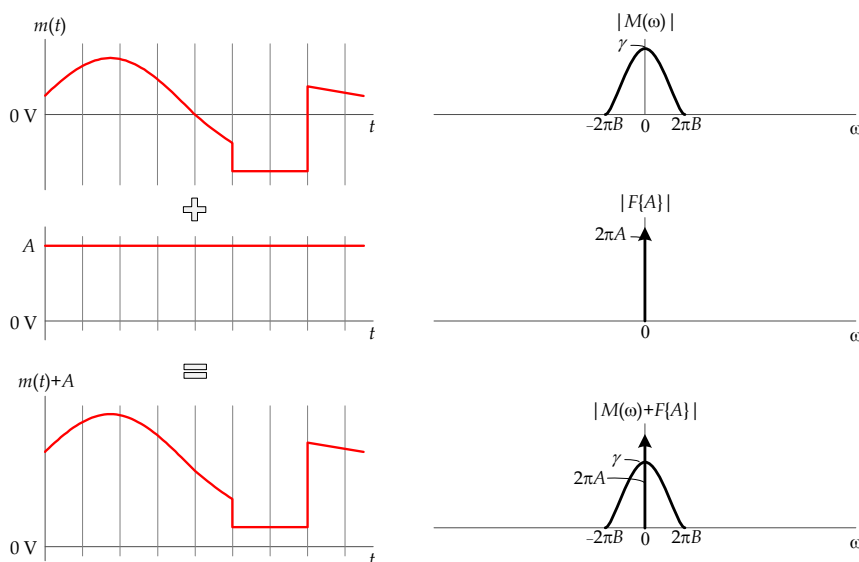 m(t)
0 V
t
|M(ω)|
γ
–2πB
0
2πB
ω
A
0 V
t
|F{A}|
2πA
0
ω
m(t)+A
0 V
t
|M(ω)+F{A}|
γ
2πA
–2πB
0
2πB
ω